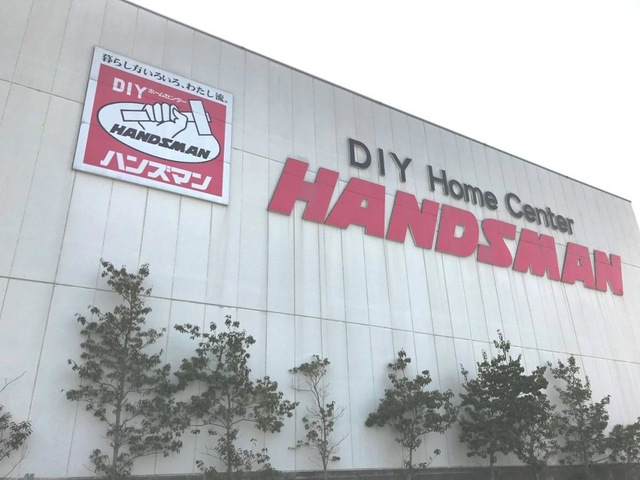 暮らし方いろいろ、わたし流。
DIY ホームセンター
HANDSMAN
ハンズマン
DIY Home Center
HANDSMAN